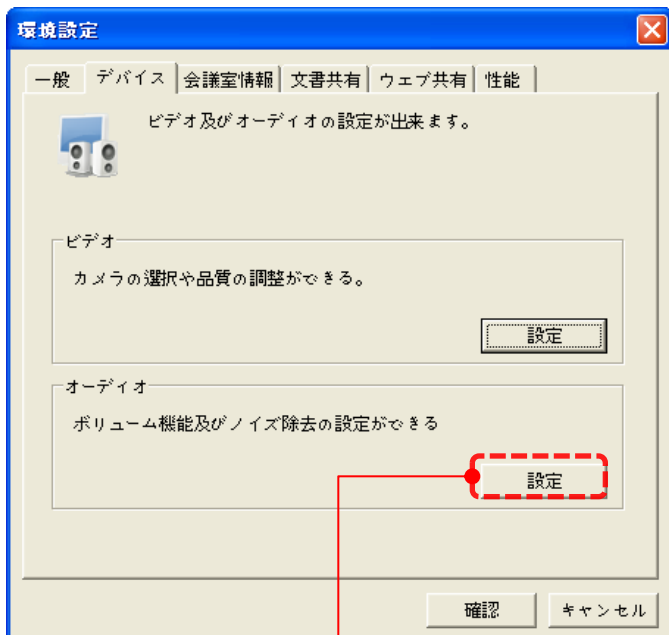 環境設定
一般 デバイス 会議室情報 文書共有 ウェブ共有 性能
ビデオ及びオーディオの設定が出来ます。
ビデオ
カメラの選択や品質の調整ができる。
設定
オーディオ
ボリューム機能及びノイズ除去の設定ができる
設定
確認 キャンセル